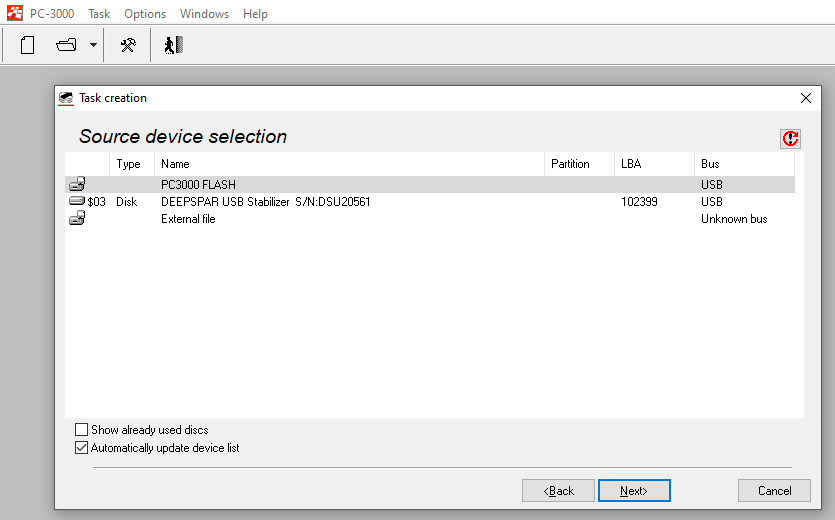 PC-3000 Task Options Windows Help
Task creation
Source device selection
Type Name Partition LBA Bus
PC3000 FLASH USB
$03 Disk DEEPSPAR USB Stabilizer S/N:DSU20561 102399 USB
External file Unknown bus
Show already used discs
Automatically update device list
<Back Next> Cancel